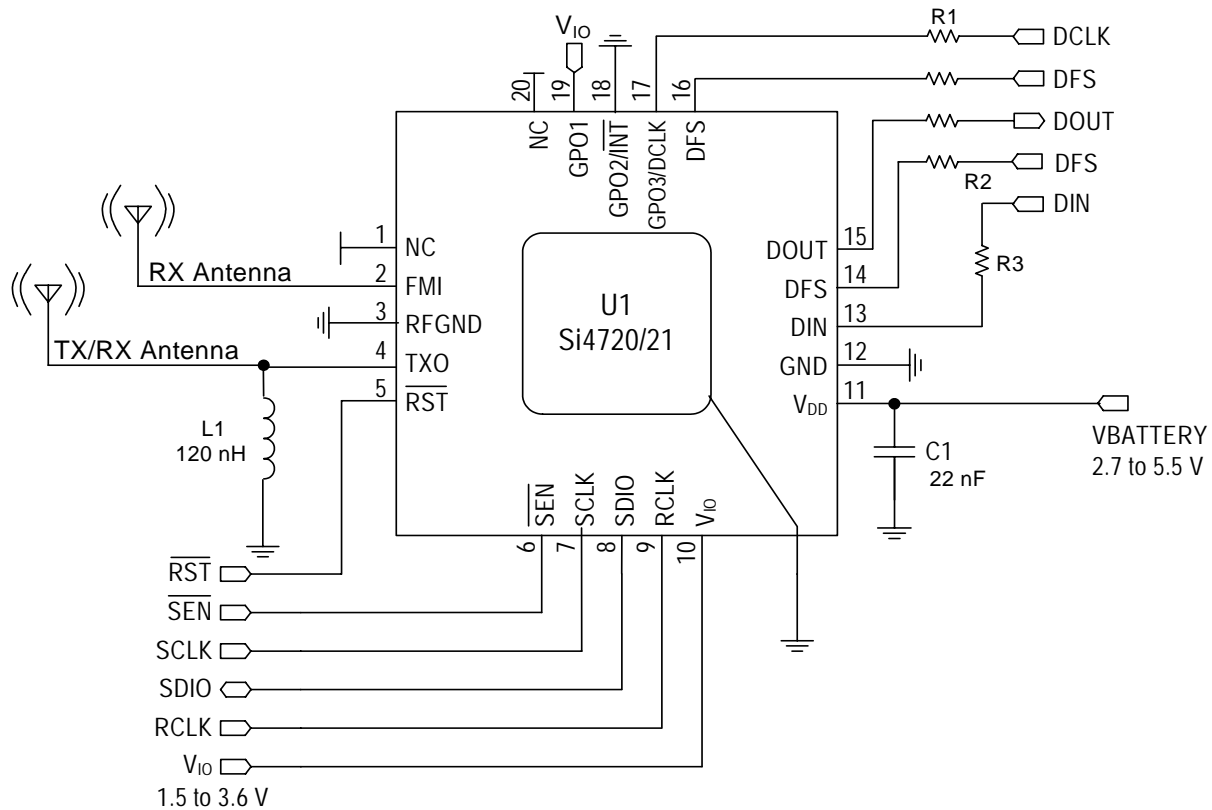 R1
DCLK
DFS
DOUT
DFS
R2
DIN
R3
VIO
20
19
18
17
16
NC
GPO1
GPO2/INT
GPO3/DCLK
DFS
RX Antenna
TX/RX Antenna
1
NC
2
FMI
3
RFGND
4
TXO
5
RST
U1
Si4720/21
DOUT
15
DFS
14
DIN
13
GND
12
VDD
11
L1
120 nH
C1
22 nF
VBATTERY
2.7 to 5.5 V
SEN
SCLK
SDIO
RCLK
VIO
6
7
8
9
10
RST
SEN
SCLK
SDIO
RCLK
VIO
1.5 to 3.6 V